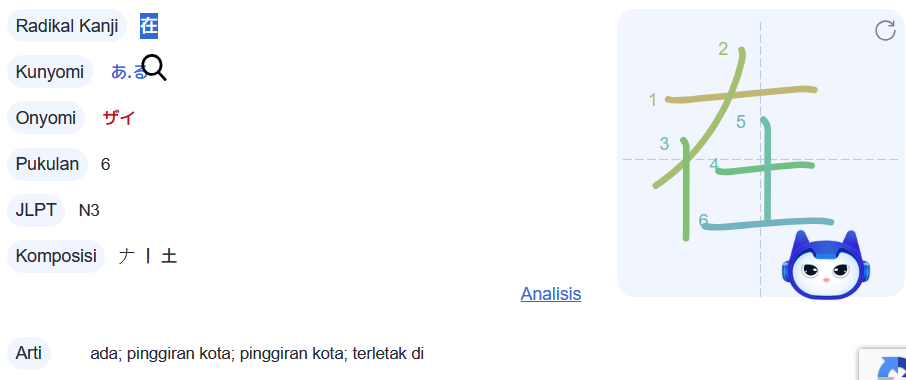 Radikal Kanji 在
Kunyomi あ.る
Onyomi ザイ
Pukulan 6
JLPT N3
Komposisi ナ 丨 土
Analisis
Arti ada; pinggiran kota; pinggiran kota; terletak di
1
2
3
4
5
6